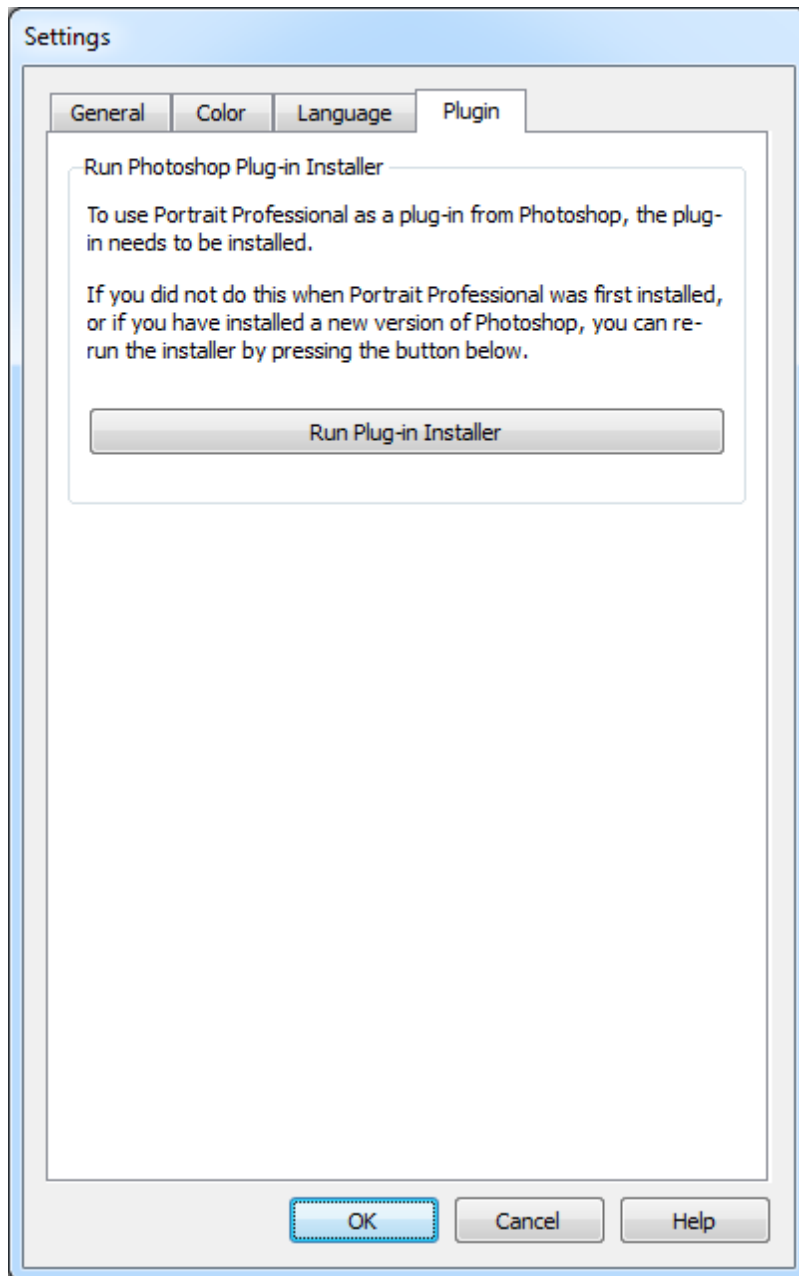 Settings
General
Color
Language
Plugin
Run Photoshop Plug-in Installer
To use Portrait Professional as a plug-in from Photoshop, the plug-
in needs to be installed.
If you did not do this when Portrait Professional was first installed,
or if you have installed a new version of Photoshop, you can re-
run the installer by pressing the button below.
Run Plug-in Installer
OK
Cancel
Help